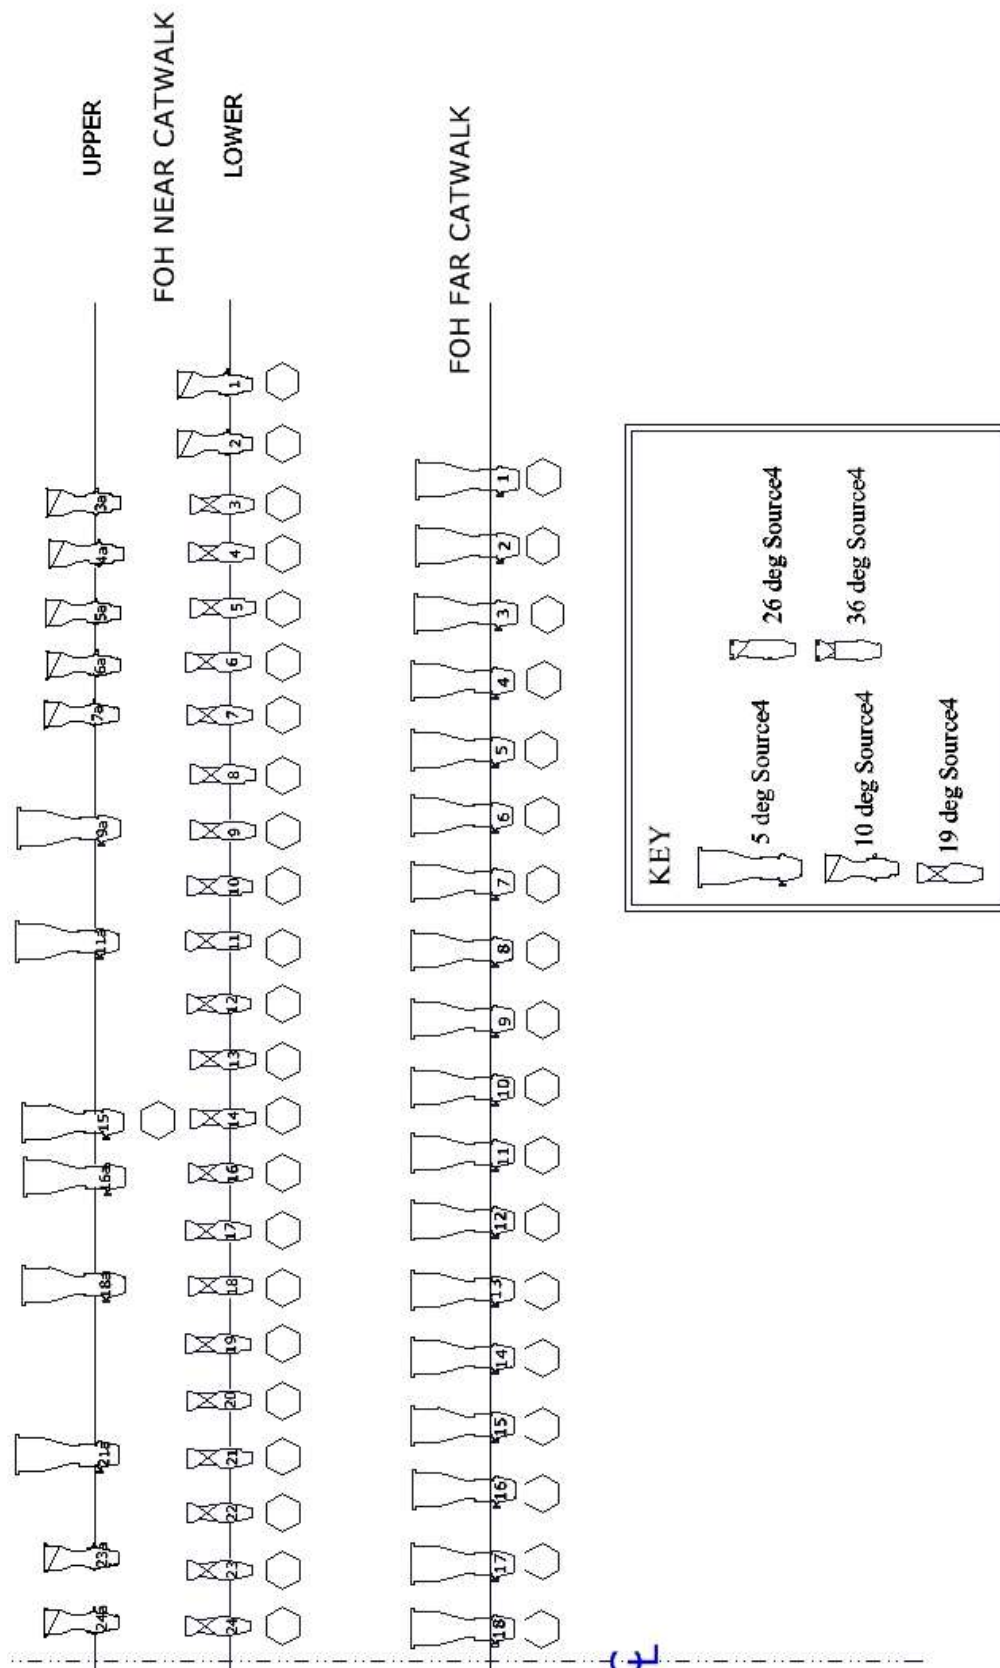 24a 23a 21a 18a 16a 15 11a 9a 7a 6a 5a 4a 3a UPPER
FOH NEAR CATWALK
24 23 22 21 20 19 18 17 16 14 13 12 11 10 9 8 7 6 5 4 3 2 1 LOWER
FOH FAR CATWALK
18 17 16 15 14 13 12 11 10 9 8 7 6 5 4 3 2 1
KEY
5 deg Source4 26 deg Source4
10 deg Source4 36 deg Source4
19 deg Source4
℄